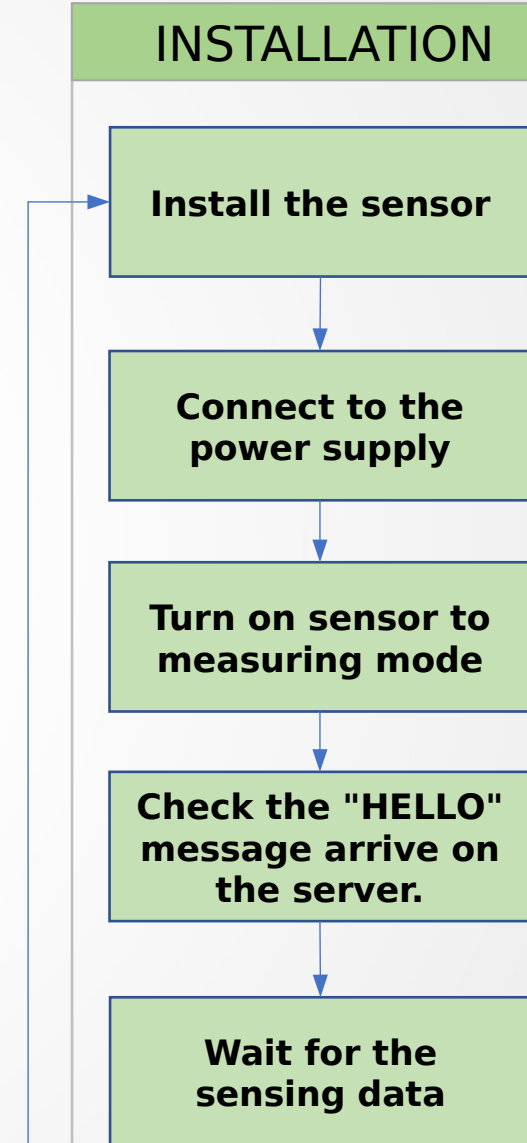 INSTALLATION
Install the sensor
Connect to the
power supply
Turn on sensor to
measuring mode
Check the "HELLO"
message arrive on
the server.
Wait for the
sensing data